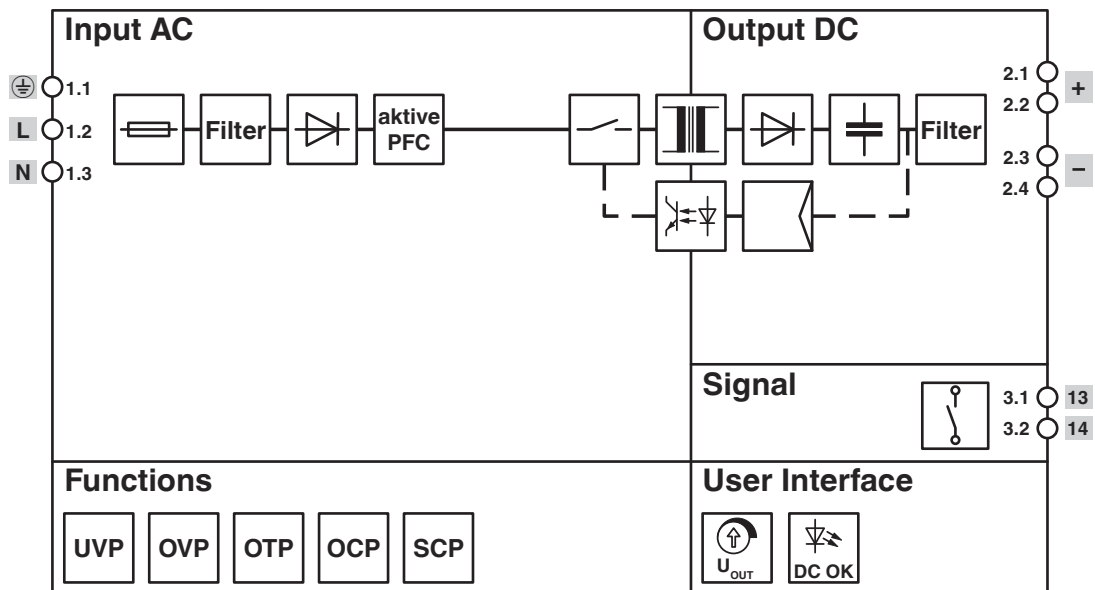 Input AC
Output DC
1.1
L
1.2
N
1.3
Filter
aktive
PFC
Filter
2.1
2.2
+
2.3
2.4
−
Signal
3.1
13
3.2
14
Functions
UVP
OVP
OTP
OCP
SCP
User Interface
UOUT
DC OK